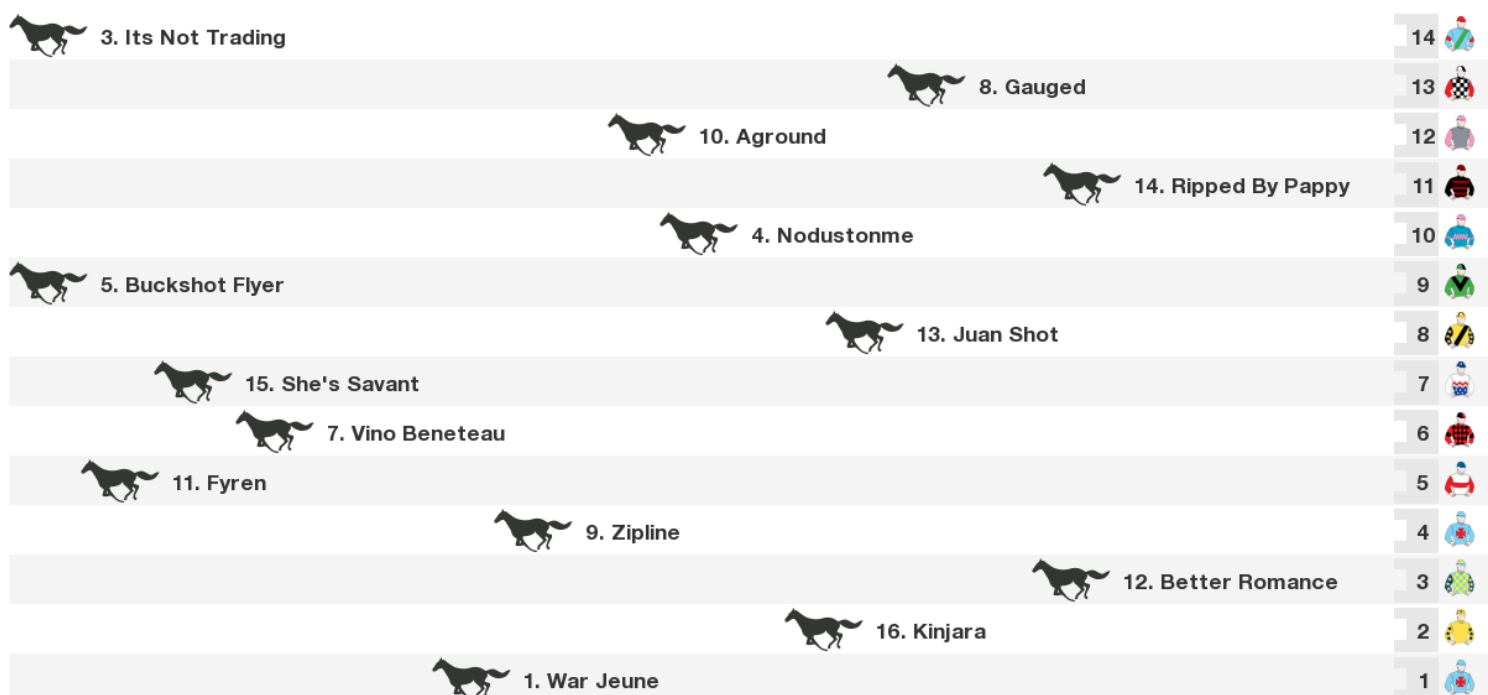 3. Its Not Trading 14
8. Gauged 13
10. Aground 12
14. Ripped By Pappy 11
4. Nodustonme 10
5. Buckshot Flyer 9
13. Juan Shot 8
15. She's Savant 7
7. Vino Beneteau 6
11. Fyren 5
9. Zipline 4
12. Better Romance 3
16. Kinjara 2
1. War Jeune 1